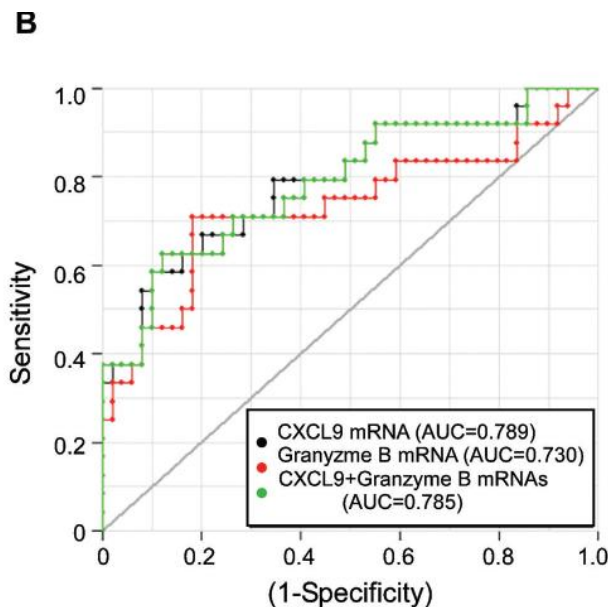 B
1.0
0.8
0.6
0.4
0.2
0
Sensitivity
CXCL9 mRNA (AUC=0.789)
Granyzme B mRNA (AUC=0.730)
CXCL9+Granzyme B mRNAs
(AUC=0.785)
0 0.2 0.4 0.6 0.8 1.0
(1-Specificity)